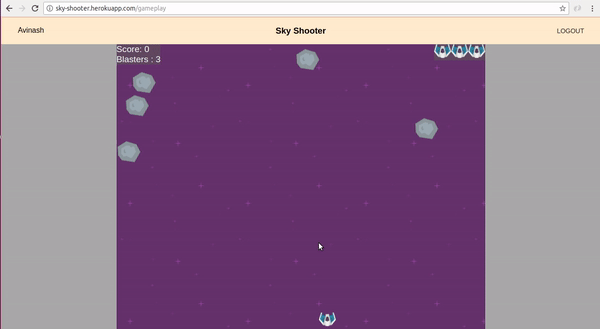 sky-shooter.herokuapp.com/gameplay
Avinash
Sky Shooter
LOGOUT
Score: 0
Blasters : 3